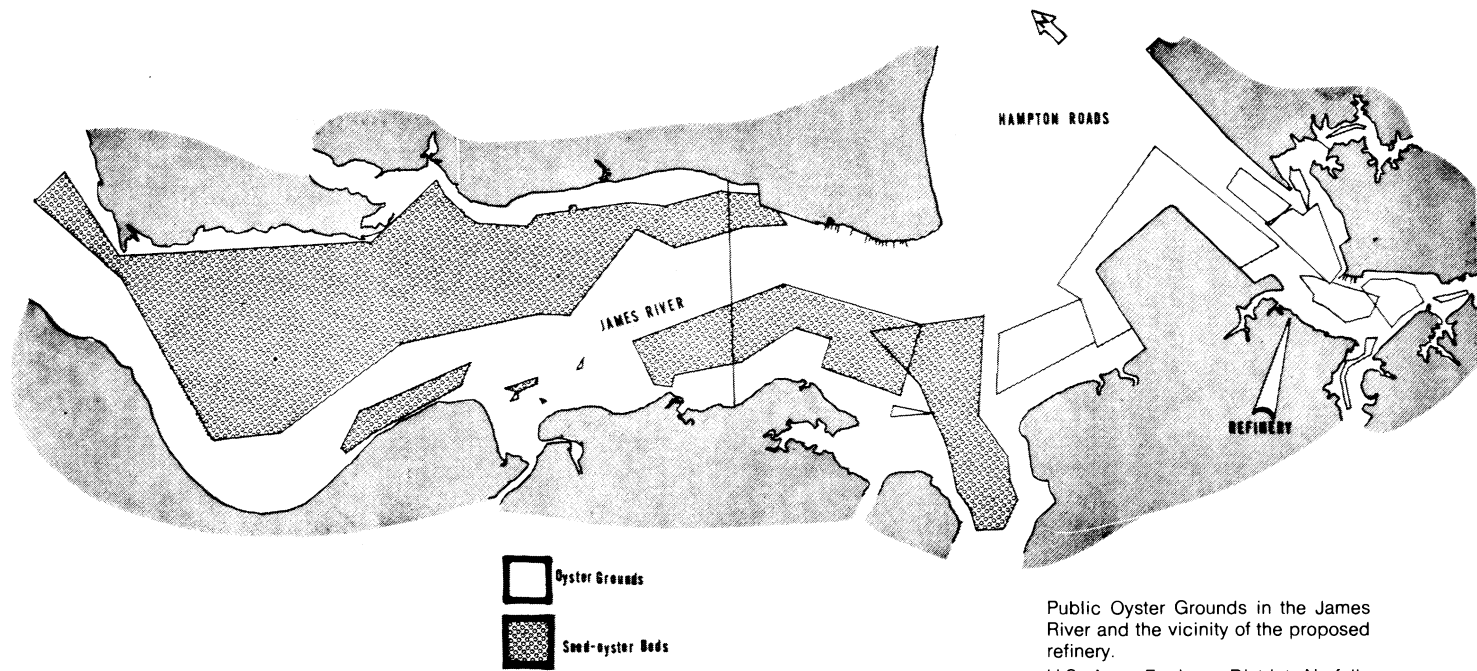 HAMPTON ROADS
JAMES RIVER
REFINERY
Oyster Grounds
Seed-oyster Beds
Public Oyster Grounds in the James
River and the vicinity of the proposed
refinery.